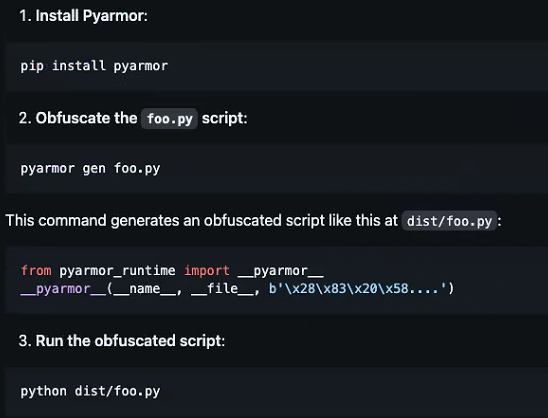 1. Install Pyarmor:
pip install pyarmor
2. Obfuscate the foo.py script:
pyarmor gen foo.py
This command generates an obfuscated script like this at dist/foo.py:
from pyarmor_runtime import __pyarmor__
__pyarmor__(__name__, __file__, b'\x28\x83\x20\x58....')
3. Run the obfuscated script:
python dist/foo.py